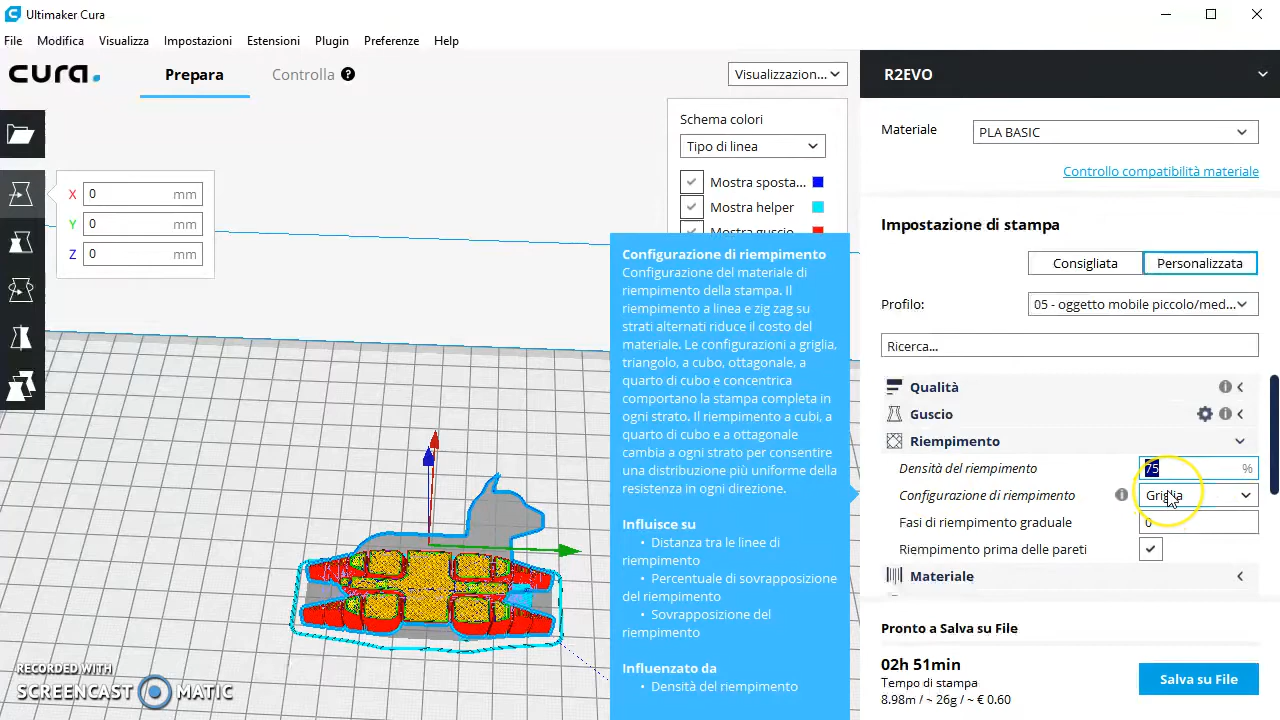 Ultimaker Cura
File Modifica Visualizza Impostazioni Estensioni Plugin Preferenze Help
cura. Prepara Controlla ? Visualizzazion...
R2EVO
Materiale PLA BASIC
Controllo compatibilità materiale
X 0 mm
Y 0 mm
Z 0 mm
Schema colori
Tipo di linea
Mostra sposta...
Mostra helper
Mostra guscio
Configurazione di riempimento
Configurazione del materiale di
riempimento della stampa. Il
riempimento a linea e zig zag su
strati alternati riduce il costo del
materiale. Le configurazioni a griglia,
triangolo, a cubo, ottagonale, a
quarto di cubo e concentrica
comportano la stampa completa in
ogni strato. Il riempimento a cubi, a
quarto di cubo e a ottagonale
cambia a ogni strato per consentire
una distribuzione più uniforme della
resistenza in ogni direzione.
Influisce su
• Distanza tra le linee di
riempimento
• Percentuale di sovrapposizione
del riempimento
• Sovrapposizione del
riempimento
Influenzato da
• Densità del riempimento
Impostazione di stampa
Consigliata Personalizzata
Profilo: 05 - oggetto mobile piccolo/med...
Ricerca...
Qualità
Guscio
Riempimento
Densità del riempimento 75 %
Configurazione di riempimento Griglia
Fasi di riempimento graduale 0
Riempimento prima delle pareti
Materiale
Pronto a Salva su File
02h 51min
Tempo di stampa
8.98m / ~ 26g / ~ € 0.60
Salva su File
RECORDED WITH
SCREENCAST MATIC